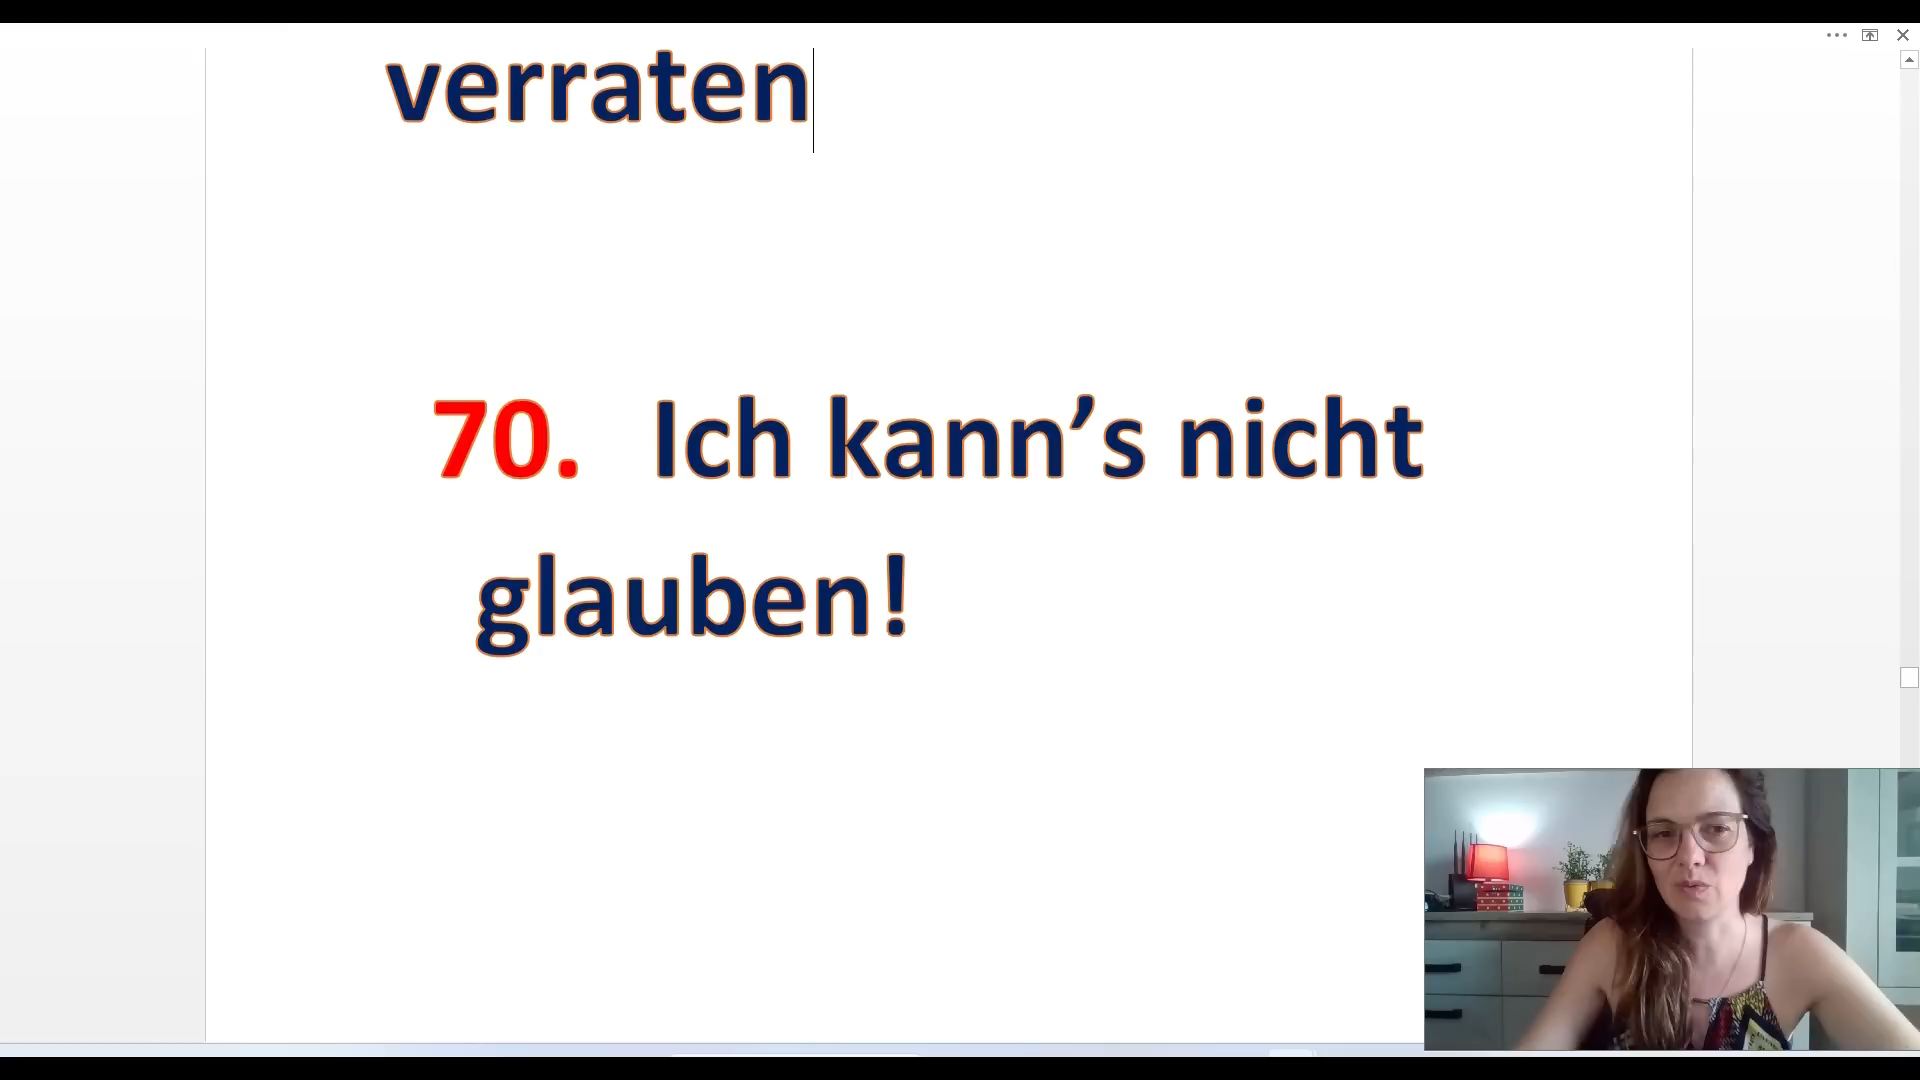 verraten
70. Ich kann’s nicht
glauben!